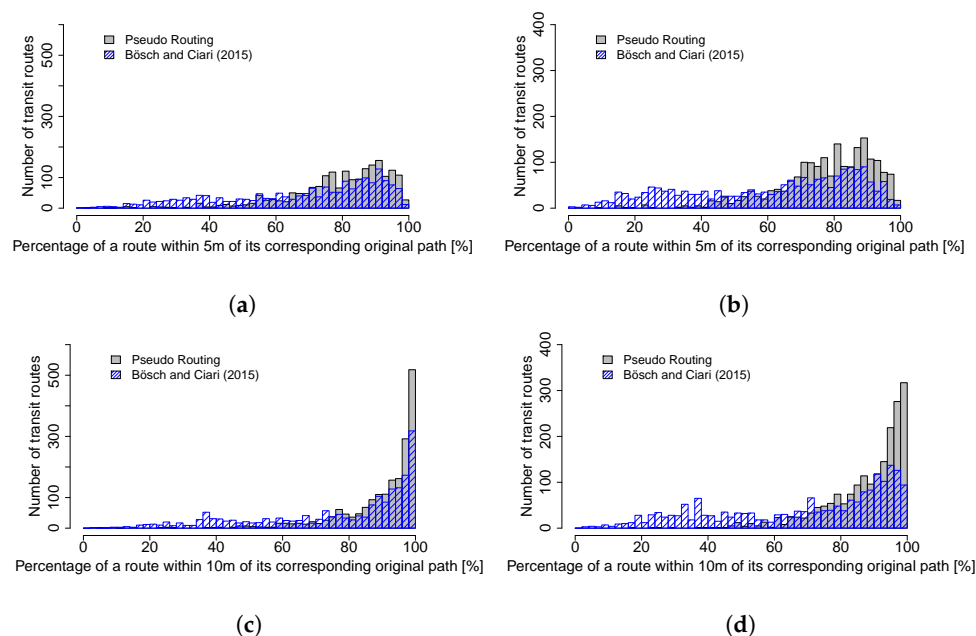 Number of transit routes
0 100 300 500
Pseudo Routing
Bösch and Ciari (2015)
0 20 40 60 80 100
Percentage of a route within 5m of its corresponding original path [%]
(a)
Number of transit routes
0 100 200 300 400
Pseudo Routing
Bösch and Ciari (2015)
0 20 40 60 80 100
Percentage of a route within 5m of its corresponding original path [%]
(b)
Number of transit routes
0 100 300 500
Pseudo Routing
Bösch and Ciari (2015)
0 20 40 60 80 100
Percentage of a route within 10m of its corresponding original path [%]
(c)
Number of transit routes
0 100 200 300 400
Pseudo Routing
Bösch and Ciari (2015)
0 20 40 60 80 100
Percentage of a route within 10m of its corresponding original path [%]
(d)